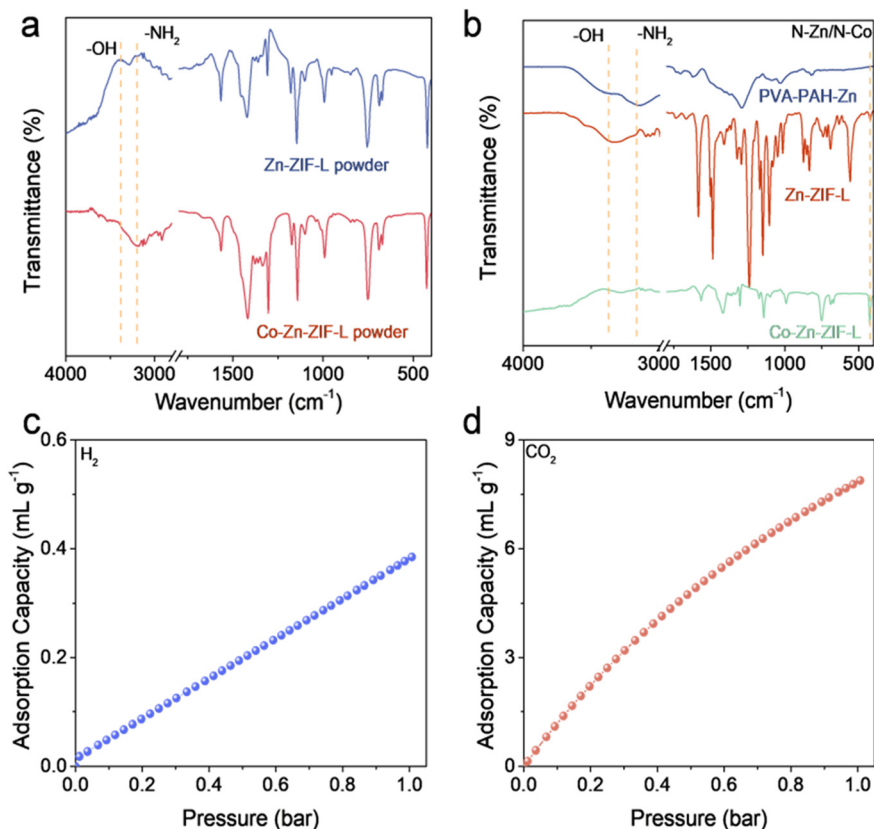 a
-OH
-NH₂
Zn-ZIF-L powder
Co-Zn-ZIF-L powder
Transmittance (%)
4000 3000 1500 1000 500
Wavenumber (cm⁻¹)
b
N-Zn/N-Co
-OH
-NH₂
PVA-PAH-Zn
Zn-ZIF-L
Co-Zn-ZIF-L
Transmittance (%)
4000 3000 1500 1000 500
Wavenumber (cm⁻¹)
c
H₂
Adsorption Capacity (mL g⁻¹)
0.6
0.4
0.2
0.0
0.0 0.2 0.4 0.6 0.8 1.0
Pressure (bar)
d
CO₂
Adsorption Capacity (mL g⁻¹)
9
6
3
0
0.0 0.2 0.4 0.6 0.8 1.0
Pressure (bar)